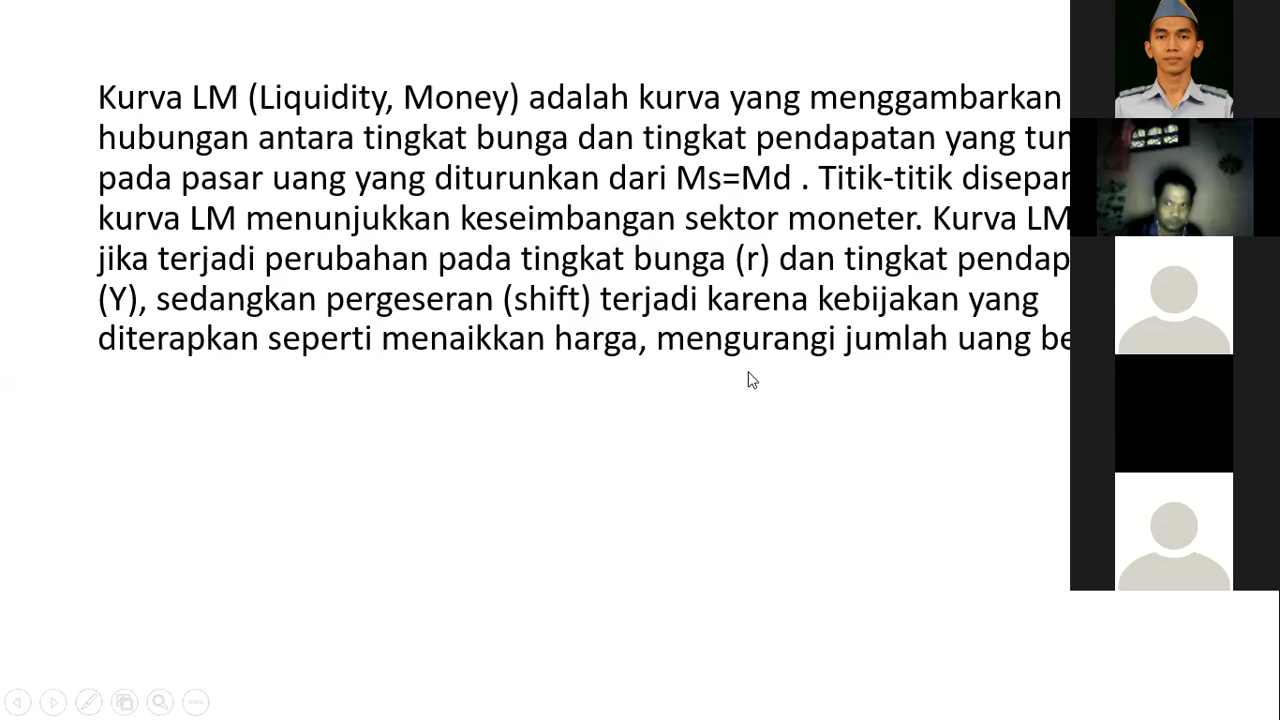 Kurva LM (Liquidity, Money) adalah kurva yang menggambarkan
hubungan antara tingkat bunga dan tingkat pendapatan yang
pada pasar uang yang diturunkan dari Ms=Md . Titik-titik
kurva LM menunjukkan keseimbangan sektor moneter. Kurva LM
jika terjadi perubahan pada tingkat bunga (r) dan tingkat
(Y), sedangkan pergeseran (shift) terjadi karena kebijakan yang
diterapkan seperti menaikkan harga, mengurangi jumlah uang